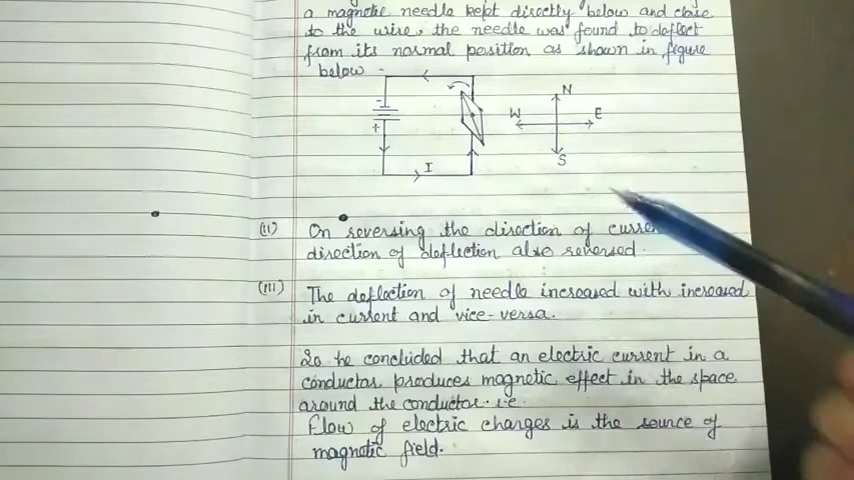 a magnetic needle kept directly below and close
to the wire, the needle was found to deflect
from its normal position as shown in figure
below -
N
W E
-
+
S
I
(II) On reversing the direction of current
direction of deflection also reversed.
(III) The deflection of needle increased with increased
in current and vice-versa.
So he concluded that an electric current in a
conductor produces magnetic effect in the space
around the conductor. i.e.
Flow of electric charges is the source of
magnetic field.